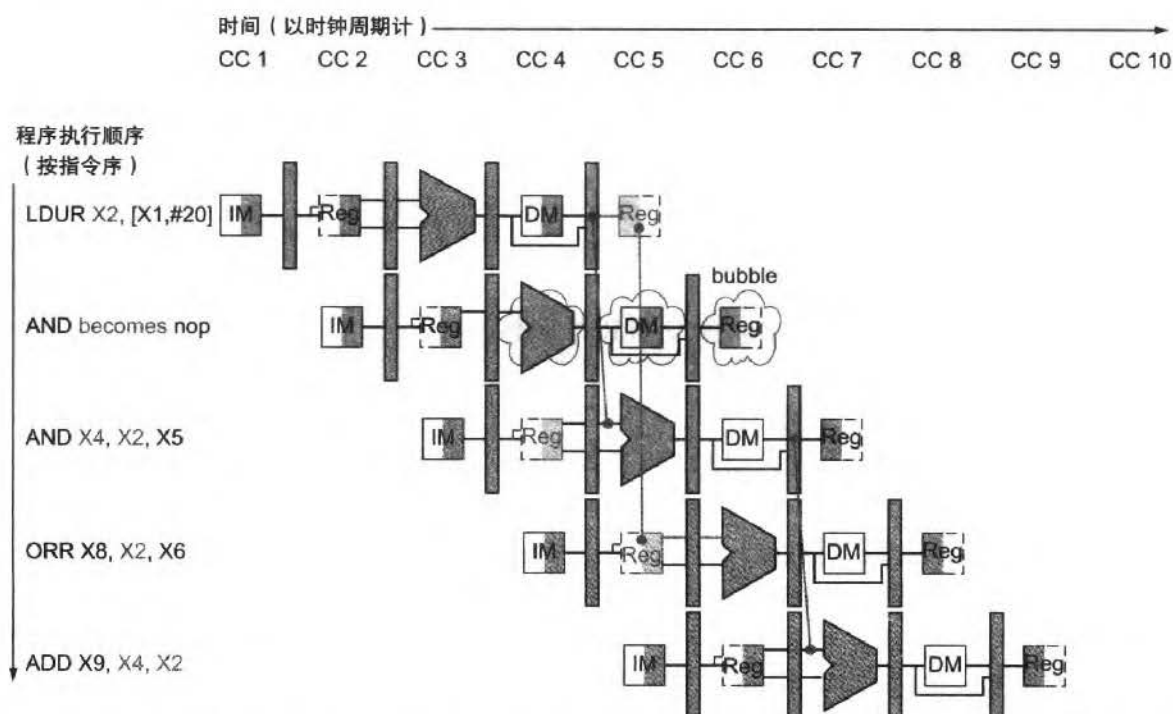 时间（以时钟周期计）
CC 1 CC 2 CC 3 CC 4 CC 5 CC 6 CC 7 CC 8 CC 9 CC 10
程序执行顺序
（按指令序）
LDUR X2, [X1,#20] IM Reg DM Reg
bubble
AND becomes nop IM Reg DM Reg
AND X4, X2, X5 IM Reg DM Reg
ORR X8, X2, X6 IM Reg DM Reg
ADD X9, X4, X2 IM Reg DM Reg